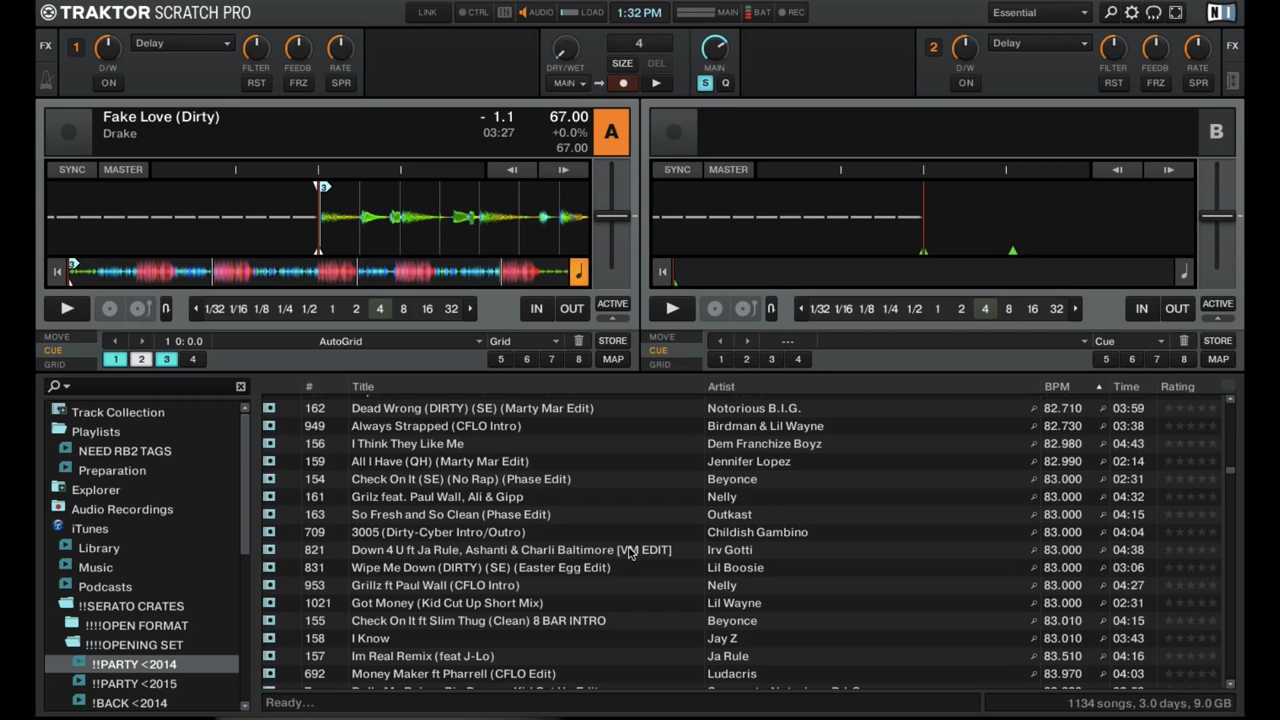 TRAKTOR SCRATCH PRO
LINK CTRL AUDIO LOAD 1:32 PM MAIN BAT REC Essential NI
FX 1 Delay 4 MAIN 2 Delay FX
D/W FILTER FEEDB RATE DRY/WET SIZE DEL MAIN D/W FILTER FEEDB RATE
ON RST FRZ SPR MAIN S Q ON RST FRZ SPR
Fake Love (Dirty) - 1.1 67.00 A B
Drake 03:27 +0.0%
67.00
SYNC MASTER SYNC MASTER
3
3
1/32 1/16 1/8 1/4 1/2 1 2 4 8 16 32 IN OUT ACTIVE 1/32 1/16 1/8 1/4 1/2 1 2 4 8 16 32 IN OUT ACTIVE
MOVE MOVE
CUE 1 0: 0.0 AutoGrid Grid STORE CUE --- Cue STORE
GRID 1 2 3 4 5 6 7 8 MAP GRID 1 2 3 4 5 6 7 8 MAP
# Title Artist BPM Time Rating
Track Collection
Playlists
NEED RB2 TAGS
Preparation
Explorer
Audio Recordings
iTunes
Library
Music
Podcasts
!!SERATO CRATES
!!!!OPEN FORMAT
!!!!OPENING SET
!!PARTY <2014
!!PARTY <2015
!BACK <2014
162 Dead Wrong (DIRTY) (SE) (Marty Mar Edit) Notorious B.I.G. 82.710 03:59
949 Always Strapped (CFLO Intro) Birdman & Lil Wayne 82.730 03:38
156 I Think They Like Me Dem Franchize Boyz 82.980 04:43
159 All I Have (QH) (Marty Mar Edit) Jennifer Lopez 82.990 02:14
154 Check On It (SE) (No Rap) (Phase Edit) Beyonce 83.000 02:31
161 Grilz feat. Paul Wall, Ali & Gipp Nelly 83.000 04:32
163 So Fresh and So Clean (Phase Edit) Outkast 83.000 04:15
709 3005 (Dirty-Cyber Intro/Outro) Childish Gambino 83.000 04:04
821 Down 4 U ft Ja Rule, Ashanti & Charli Baltimore [VM EDIT] Irv Gotti 83.000 04:38
831 Wipe Me Down (DIRTY) (SE) (Easter Egg Edit) Lil Boosie 83.000 03:06
953 Grillz ft Paul Wall (CFLO Intro) Nelly 83.000 04:27
1021 Got Money (Kid Cut Up Short Mix) Lil Wayne 83.000 02:31
155 Check On It ft Slim Thug (Clean) 8 BAR INTRO Beyonce 83.010 04:15
158 I Know Jay Z 83.010 03:43
157 Im Real Remix (feat J-Lo) Ja Rule 83.510 04:16
692 Money Maker ft Pharrell (CFLO Edit) Ludacris 83.970 04:03
Ready... 1134 songs, 3.0 days, 9.0 GB